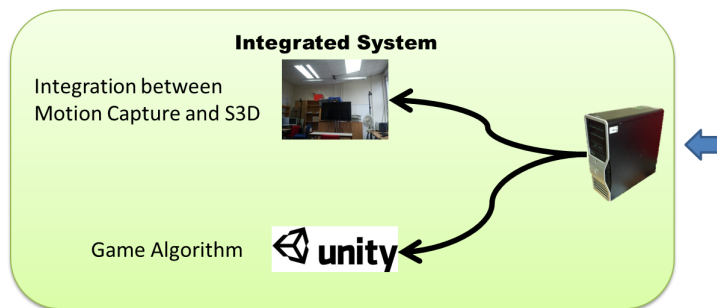 Integrated System
Integration between
Motion Capture and S3D
Game Algorithm
unity